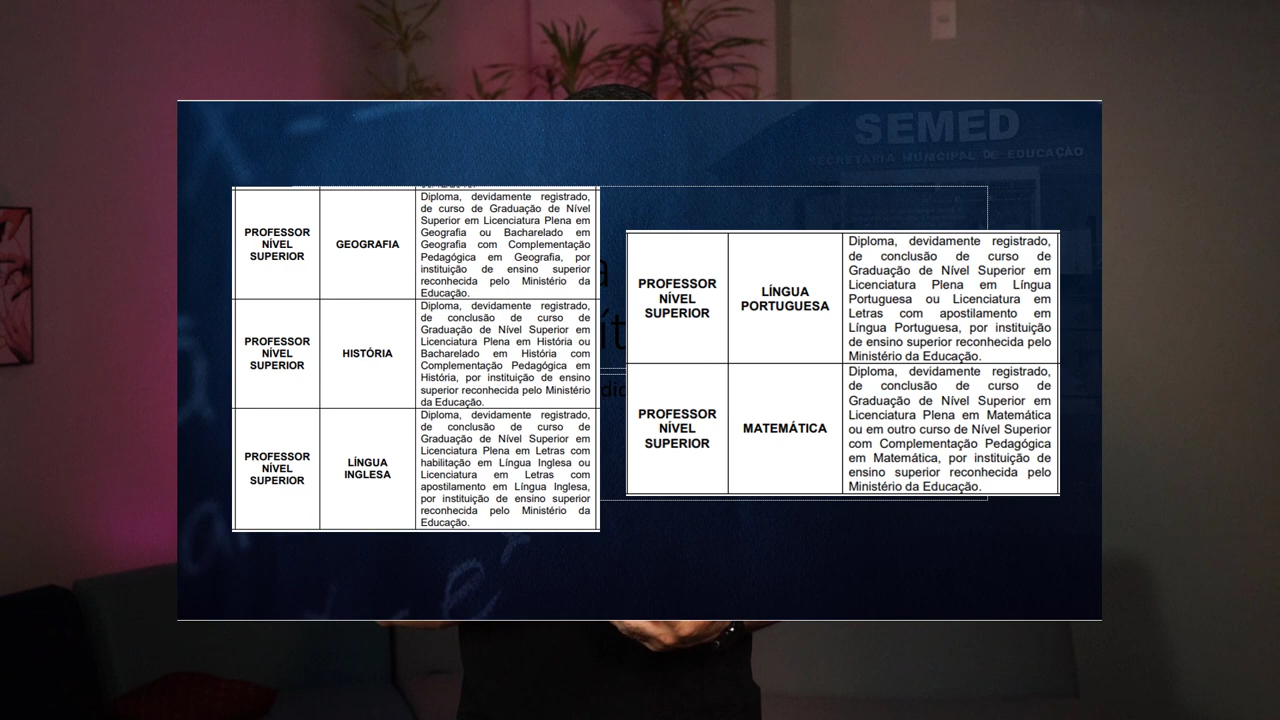 SEMED
SECRETARIA MUNICIPAL DE EDUCAÇÃO
PROFESSOR
NÍVEL
SUPERIOR
GEOGRAFIA
Diploma, devidamente registrado,
de curso de Graduação de Nível
Superior em Licenciatura Plena em
Geografia ou Bacharelado em
Geografia com Complementação
Pedagógica em Geografia, por
instituição de ensino superior
reconhecida pelo Ministério da
Educação.
PROFESSOR
NÍVEL
SUPERIOR
HISTÓRIA
Diploma, devidamente registrado,
de conclusão de curso de
Graduação de Nível Superior em
Licenciatura Plena em História ou
Bacharelado em História com
Complementação Pedagógica em
História, por instituição de ensino
superior reconhecida pelo Ministério
da Educação.
PROFESSOR
NÍVEL
SUPERIOR
LÍNGUA
INGLESA
Diploma, devidamente registrado,
de conclusão de curso de
Graduação de Nível Superior em
Licenciatura Plena em Letras com
habilitação em Língua Inglesa ou
Licenciatura em Letras com
apostilamento em Língua Inglesa,
por instituição de ensino superior
reconhecida pelo Ministério da
Educação.
PROFESSOR
NÍVEL
SUPERIOR
LÍNGUA
PORTUGUESA
Diploma, devidamente registrado,
de conclusão de curso de
Graduação de Nível Superior em
Licenciatura Plena em Língua
Portuguesa ou Licenciatura em
Letras com apostilamento em
Língua Portuguesa, por instituição
de ensino superior reconhecida pelo
Ministério da Educação.
PROFESSOR
NÍVEL
SUPERIOR
MATEMÁTICA
Diploma, devidamente registrado,
de conclusão de curso de
Graduação de Nível Superior em
Licenciatura Plena em Matemática
ou em outro curso de Nível Superior
com Complementação Pedagógica
em Matemática, por instituição de
ensino superior reconhecida pelo
Ministério da Educação.